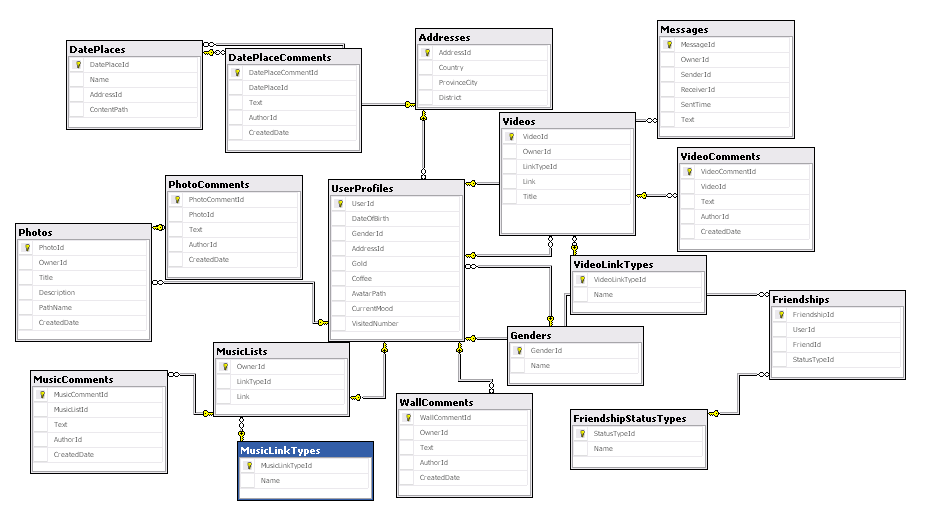 DatePlaces
DatePlaceId
Name
AddressId
ContentPath
DatePlaceComments
DatePlaceCommentId
DatePlaceId
Text
AuthorId
CreatedDate
Addresses
AddressId
Country
ProvinceCity
District
Messages
MessageId
OwnerId
SenderId
ReceiverId
SentTime
Text
Videos
VideoId
OwnerId
LinkTypeId
Link
Title
VideoComments
VideoCommentId
VideoId
Text
AuthorId
CreatedDate
PhotoComments
PhotoCommentId
PhotoId
Text
AuthorId
CreatedDate
UserProfiles
UserId
DateOfBirth
GenderId
AddressId
Gold
Coffee
AvatarPath
CurrentMood
VisitedNumber
Photos
PhotoId
OwnerId
Title
Description
PathName
CreatedDate
VideoLinkTypes
VideoLinkTypeId
Name
Friendships
FriendshipId
UserId
FriendId
StatusTypeId
Genders
GenderId
Name
MusicLists
OwnerId
LinkTypeId
Link
MusicComments
MusicCommentId
MusicListId
Text
AuthorId
CreatedDate
WallComments
WallCommentId
OwnerId
Text
AuthorId
CreatedDate
FriendshipStatusTypes
StatusTypeId
Name
MusicLinkTypes
MusicLinkTypeId
Name